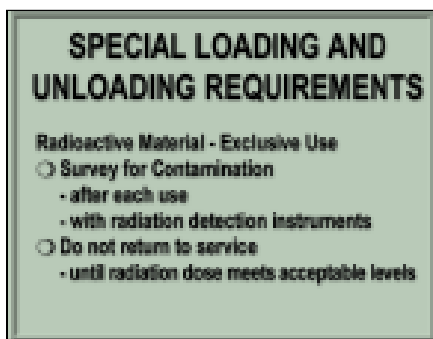 SPECIAL LOADING AND
UNLOADING REQUIREMENTS
Radioactive Material - Exclusive Use
❍ Survey for Contamination
- after each use
- with radiation detection instruments
❍ Do not return to service
- until radiation dose meets acceptable levels